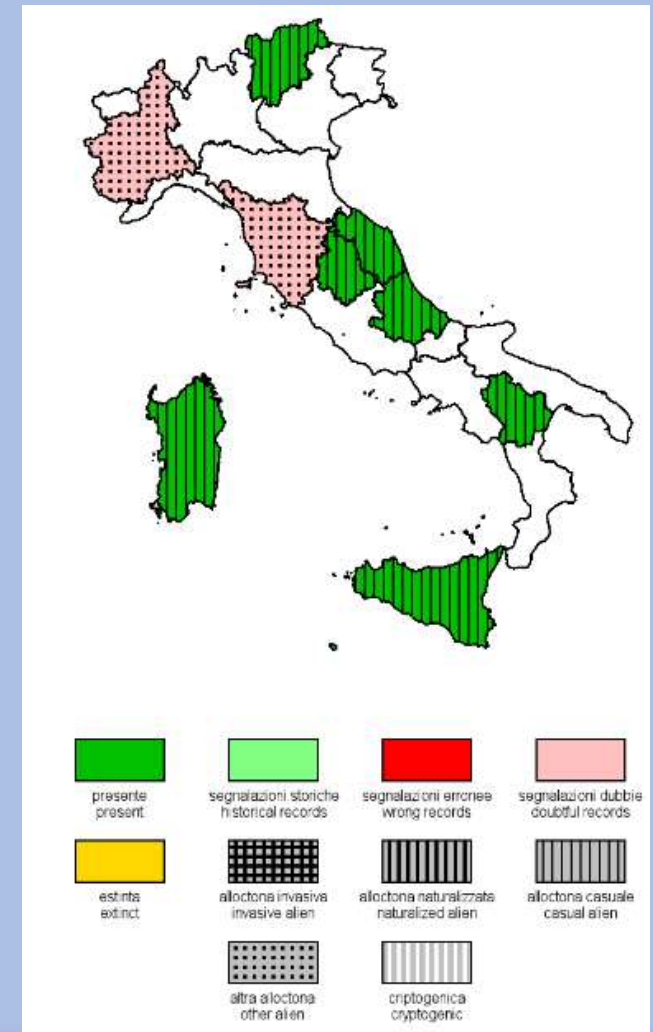 presente
present
segnalazioni storiche
historical records
segnalazioni erronee
wrong records
segnalazioni dubbie
doubtful records
estinta
extinct
alloctona invasiva
invasive alien
alloctona naturalizzata
naturalized alien
alloctona casuale
casual alien
altra alloctona
other alien
criptogenica
cryptogenic